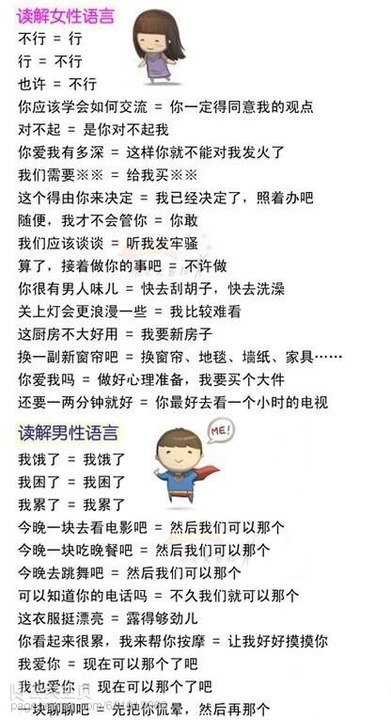 读解女性语言
不行 = 行
行 = 不行
也许 = 不行
你应该学会如何交流 = 你一定得同意我的观点
对不起 = 是你对不起我
你爱我有多深 = 这样你就不能对我发火了
我们需要※※ = 给我买※※
这个得由你来决定 = 我已经决定了，照着办吧
随便，我才不会管你 = 你敢
我们应该谈谈 = 听我发牢骚
算了，接着做你的事吧 = 不许做
你很有男人味儿 = 快去刮胡子，快去洗澡
关上灯会更浪漫一些 = 我比较难看
这厨房不大好用 = 我要新房子
换一副新窗帘吧 = 换窗帘、地毯、墙纸、家具……
你爱我吗 = 做好心理准备，我要买个大件
还要一两分钟就好 = 你最好去看一个小时的电视
读解男性语言
ME!
我饿了 = 我饿了
我困了 = 我困了
我累了 = 我累了
今晚一块去看电影吧 = 然后我们可以那个
今晚一块吃晚餐吧 = 然后我们可以那个
今晚去跳舞吧 = 然后我们可以那个
可以知道你的电话吗 = 不久我们就可以那个
这衣服挺漂亮 = 露得够劲儿
你看起来很累，我来帮你按摩 = 让我好好摸摸你
我爱你 = 现在可以那个了吧
我也爱你 = 现在可以那个了吧
一块聊聊吧 = 先把你侃晕，然后再那个